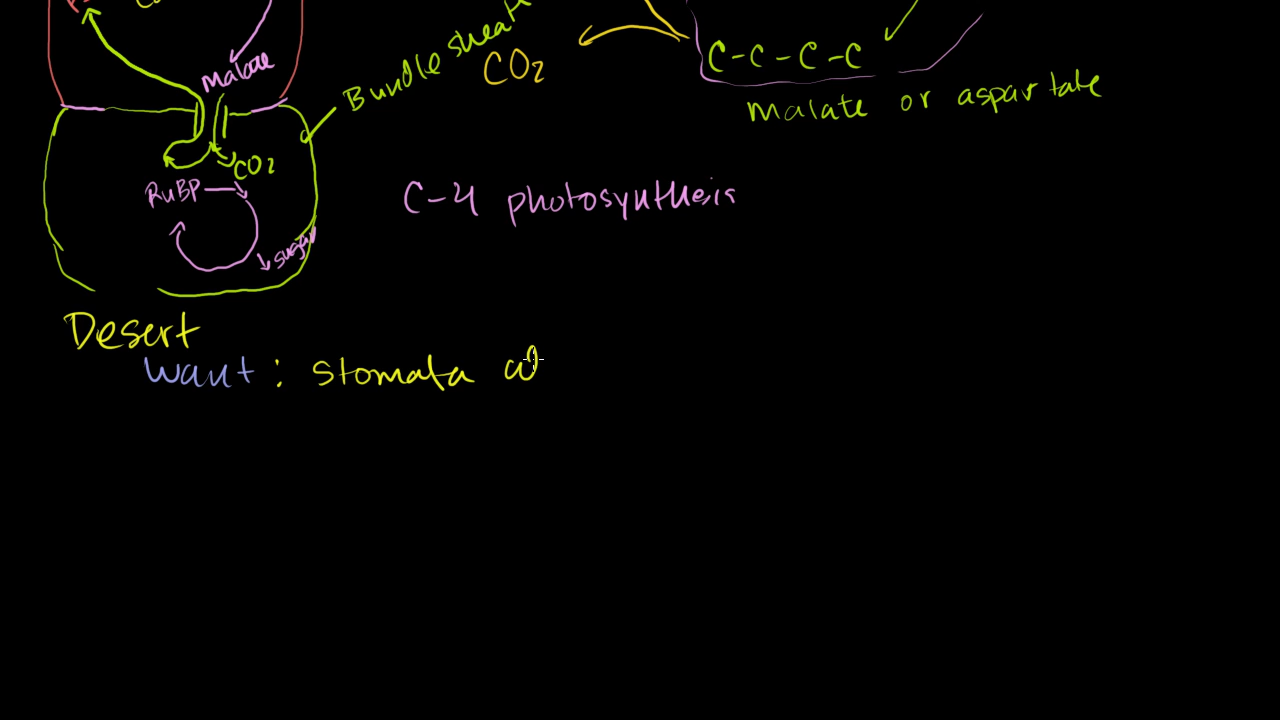 Malate
Bundle sheath
CO2
C-C-C-C
malate or aspartate
CO2
RuBP
sugar
C-4 photosynthesis
Desert
Want: stomata